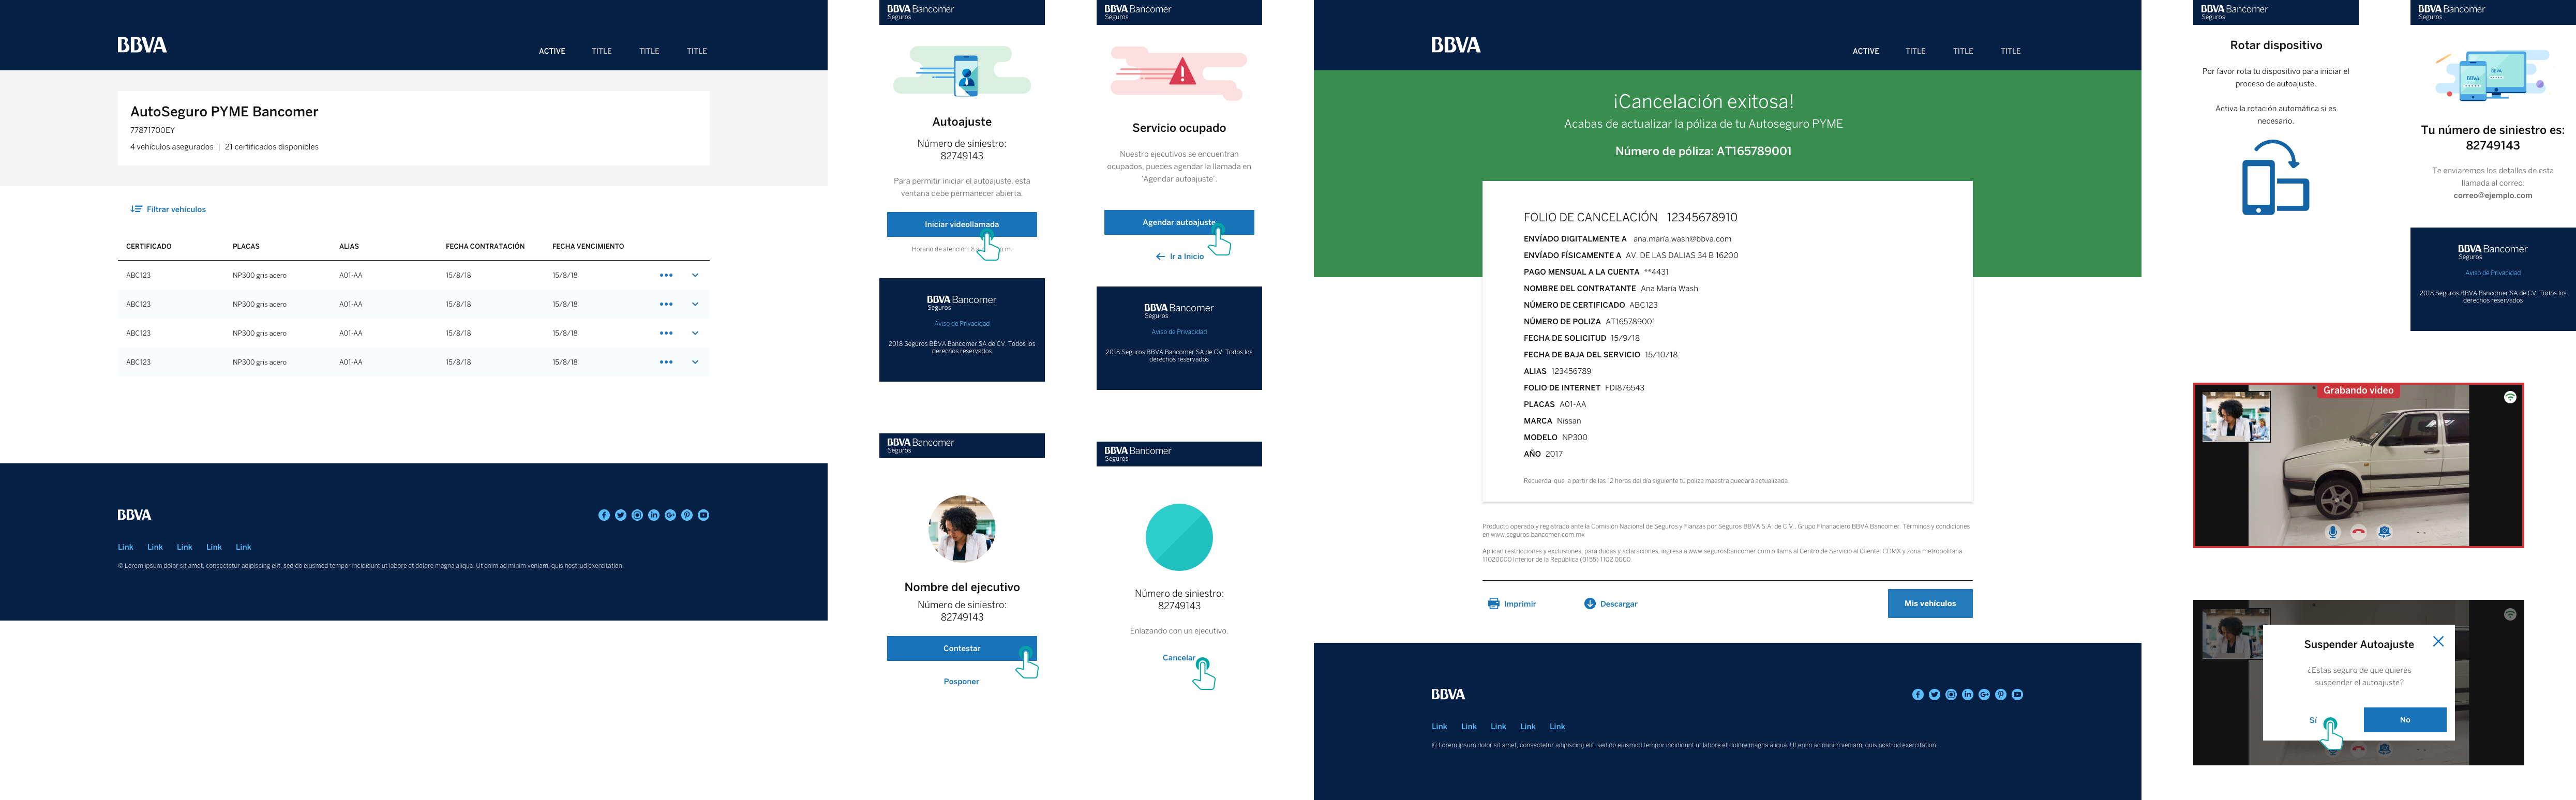 BBVA
ACTIVE TITLE TITLE TITLE
AutoSeguro PYME Bancomer
77871700EY
4 vehículos asegurados | 21 certificados disponibles
Filtrar vehículos
CERTIFICADO PLACAS ALIAS FECHA CONTRATACIÓN FECHA VENCIMIENTO
ABC123 NP300 gris acero A01-AA 15/8/18 15/8/18
ABC123 NP300 gris acero A01-AA 15/8/18 15/8/18
ABC123 NP300 gris acero A01-AA 15/8/18 15/8/18
ABC123 NP300 gris acero A01-AA 15/8/18 15/8/18
BBVA
Link Link Link Link Link
© Lorem ipsum dolor sit amet, consectetur adipiscing elit, sed do eiusmod tempor incididunt ut labore et dolore magna aliqua. Ut enim ad minim veniam, quis nostrud exercitation.
BBVA Bancomer
Seguros
Autoajuste
Número de siniestro:
82749143
Para permitir iniciar el autoajuste, esta
ventana debe permanecer abierta.
Iniciar videollamada
Horario de atención: 8 a p.m.
BBVA Bancomer
Seguros
Aviso de Privacidad
2018 Seguros BBVA Bancomer SA de CV. Todos los
derechos reservados
BBVA Bancomer
Seguros
Nombre del ejecutivo
Número de siniestro:
82749143
Contestar
Posponer
BBVA Bancomer
Seguros
Servicio ocupado
Nuestro ejecutivos se encuentran
ocupados, puedes agendar la llamada en
'Agendar autoajuste'.
Agendar autoajuste
Ir a Inicio
BBVA Bancomer
Seguros
Aviso de Privacidad
2018 Seguros BBVA Bancomer SA de CV. Todos los
derechos reservados
BBVA Bancomer
Seguros
Número de siniestro:
82749143
Enlazando con un ejecutivo.
Cancelar
BBVA
ACTIVE TITLE TITLE TITLE
¡Cancelación exitosa!
Acabas de actualizar la póliza de tu Autoseguro PYME
Número de póliza: AT165789001
FOLIO DE CANCELACIÓN 12345678910
ENVÍADO DIGITALMENTE A ana.maría.wash@bbva.com
ENVÍADO FÍSICAMENTE A AV. DE LAS DALIAS 34 B 16200
PAGO MENSUAL A LA CUENTA **4431
NOMBRE DEL CONTRATANTE Ana María Wash
NÚMERO DE CERTIFICADO ABC123
NÚMERO DE POLIZA AT165789001
FECHA DE SOLICITUD 15/9/18
FECHA DE BAJA DEL SERVICIO 15/10/18
ALIAS 123456789
FOLIO DE INTERNET FDI876543
PLACAS A01-AA
MARCA Nissan
MODELO NP300
AÑO 2017
Recuerda que a partir de las 12 horas del día siguiente tú poliza maestra quedará actualizada.
Producto operado y registrado ante la Comisión Nacional de Seguros y Fianzas por Seguros BBVA S.A. de C.V., Grupo FInanaciero BBVA Bancomer. Términos y condiciones
en www.seguros.bancomer.com.mx
Aplican restricciones y exclusiones, para dudas y aclaraciones, ingresa a www.segurosbancomer.com o llama al Centro de Servicio al Cliente: CDMX y zona metropolitana
11020000 Interior de la República (0155) 1102 0000.
Imprimir Descargar Mis vehículos
BBVA
Link Link Link Link Link
© Lorem ipsum dolor sit amet, consectetur adipiscing elit, sed do eiusmod tempor incididunt ut labore et dolore magna aliqua. Ut enim ad minim veniam, quis nostrud exercitation.
BBVA Bancomer
Seguros
Rotar dispositivo
Por favor rota tu dispositivo para iniciar el
proceso de autoajuste.
Activa la rotación automática si es
necesario.
BBVA Bancomer
Seguros
BBVA
BBVA
Tu número de siniestro es:
82749143
Te enviaremos los detalles de esta
llamada al correo:
correo@ejemplo.com
BBVA Bancomer
Seguros
Aviso de Privacidad
2018 Seguros BBVA Bancomer SA de CV. Todos los
derechos reservados
Grabando video
Suspender Autoajuste
¿Estas seguro de que quieres
suspender el autoajuste?
Sí No